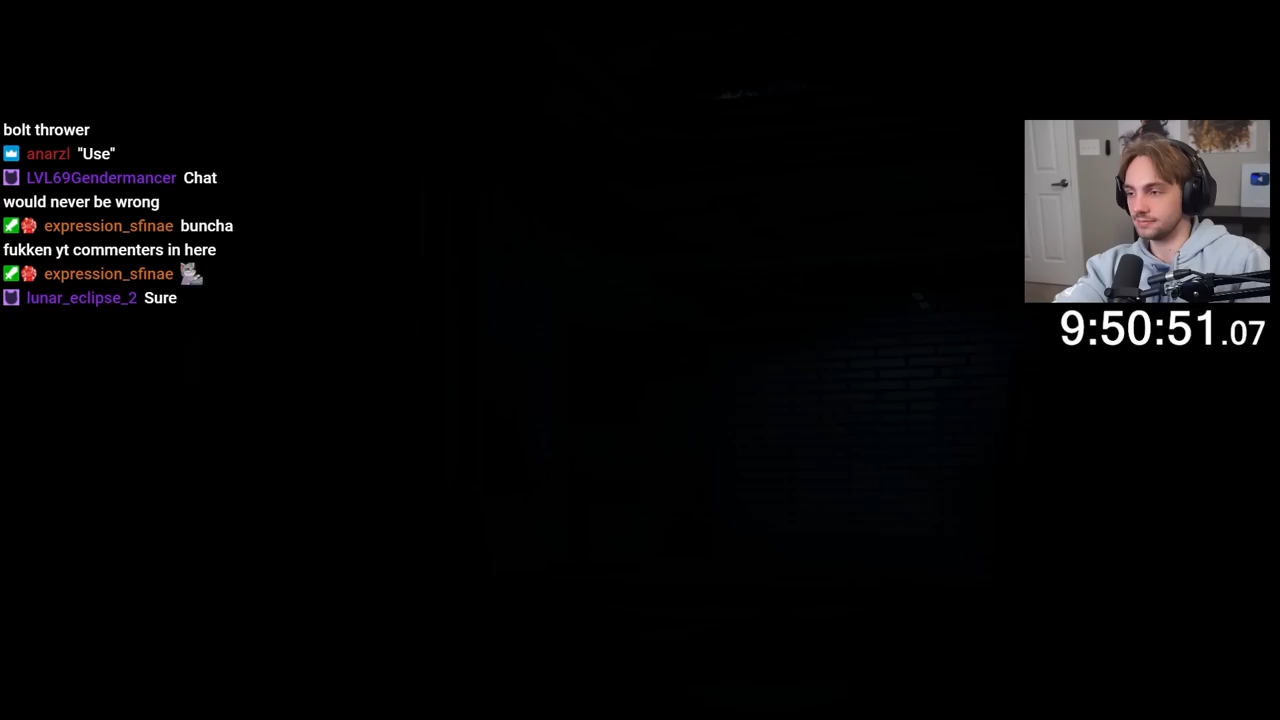 bolt thrower
anarzl "Use"
LVL69Gendermancer Chat
would never be wrong
expression_sfinae buncha
fukken yt commenters in here
expression_sfinae
lunar_eclipse_2 Sure
9:50:51.07